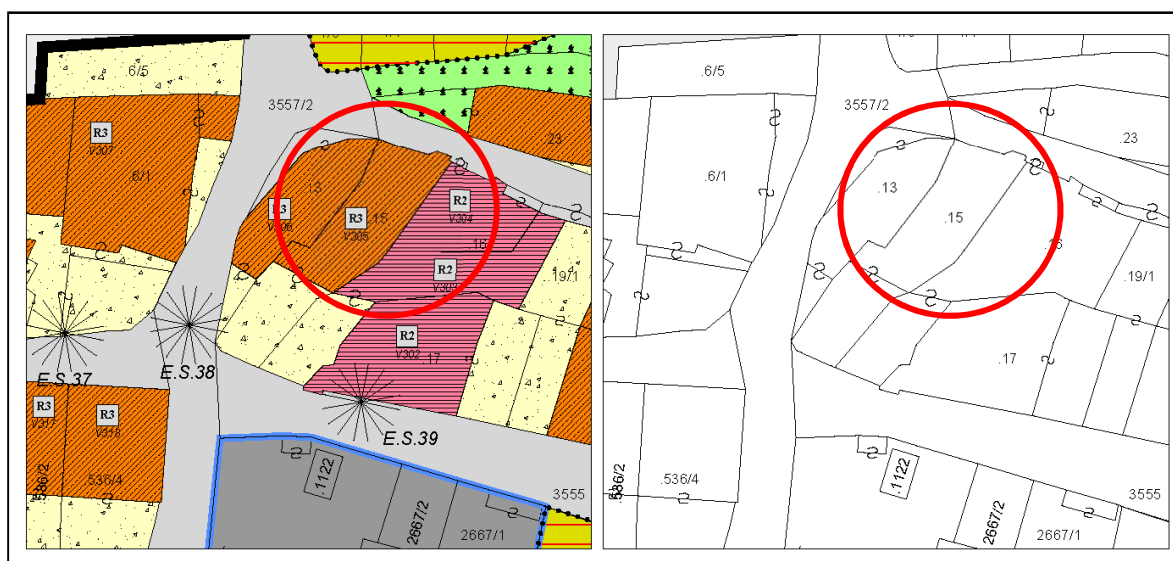 .6/5
3557/2
R3
V307
.23
.6/1
.13
R2
V304
R3
V306
R3
.15
V305
.16
R2
V303
.19/1
R2
V302
.17
E.S.37
E.S.38
R3
V317
R3
V318
E.S.39
.536/2
.536/4
.1122
3555
2667/2
2667/1
.6/5
3557/2
.23
.6/1
.13
.15
.16
.19/1
.17
.536/2
.536/4
.1122
3555
2667/2
2667/1